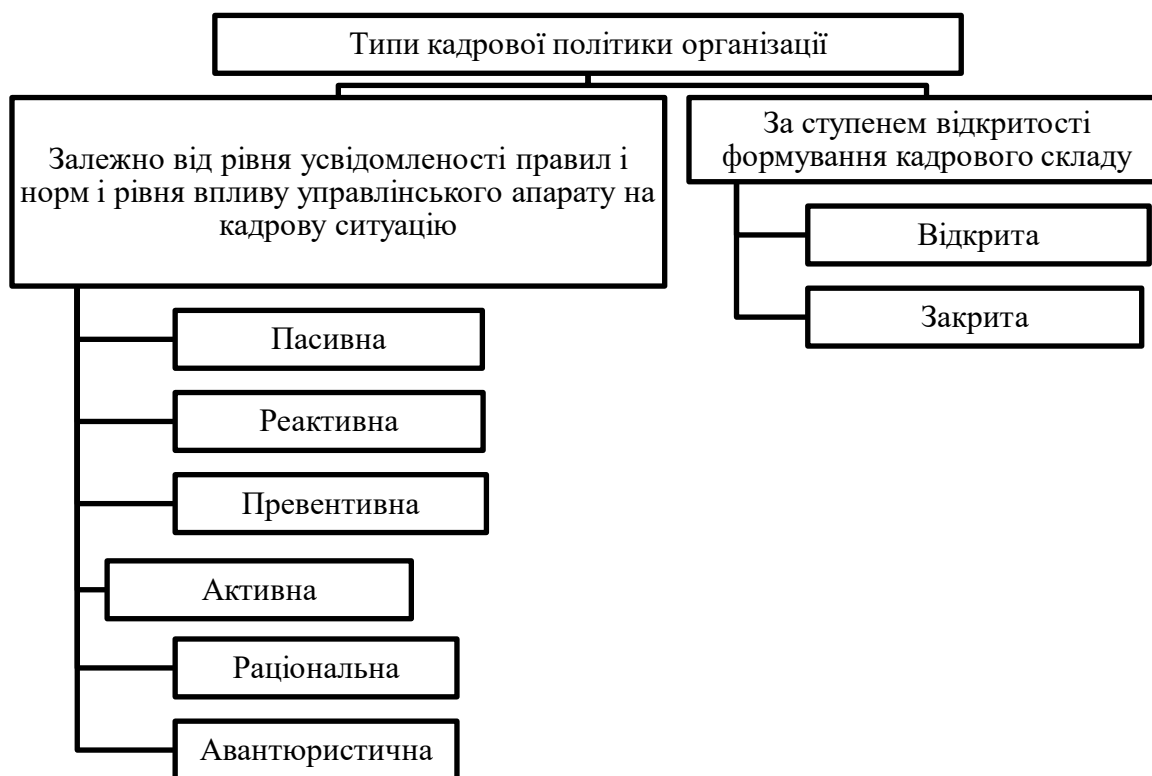 Типи кадрової політики організації
Залежно від рівня усвідомленості правил і
норм і рівня впливу управлінського апарату на
кадрову ситуацію
Пасивна
Реактивна
Превентивна
Активна
Раціональна
Авантюристична
За ступенем відкритості
формування кадрового складу
Відкрита
Закрита